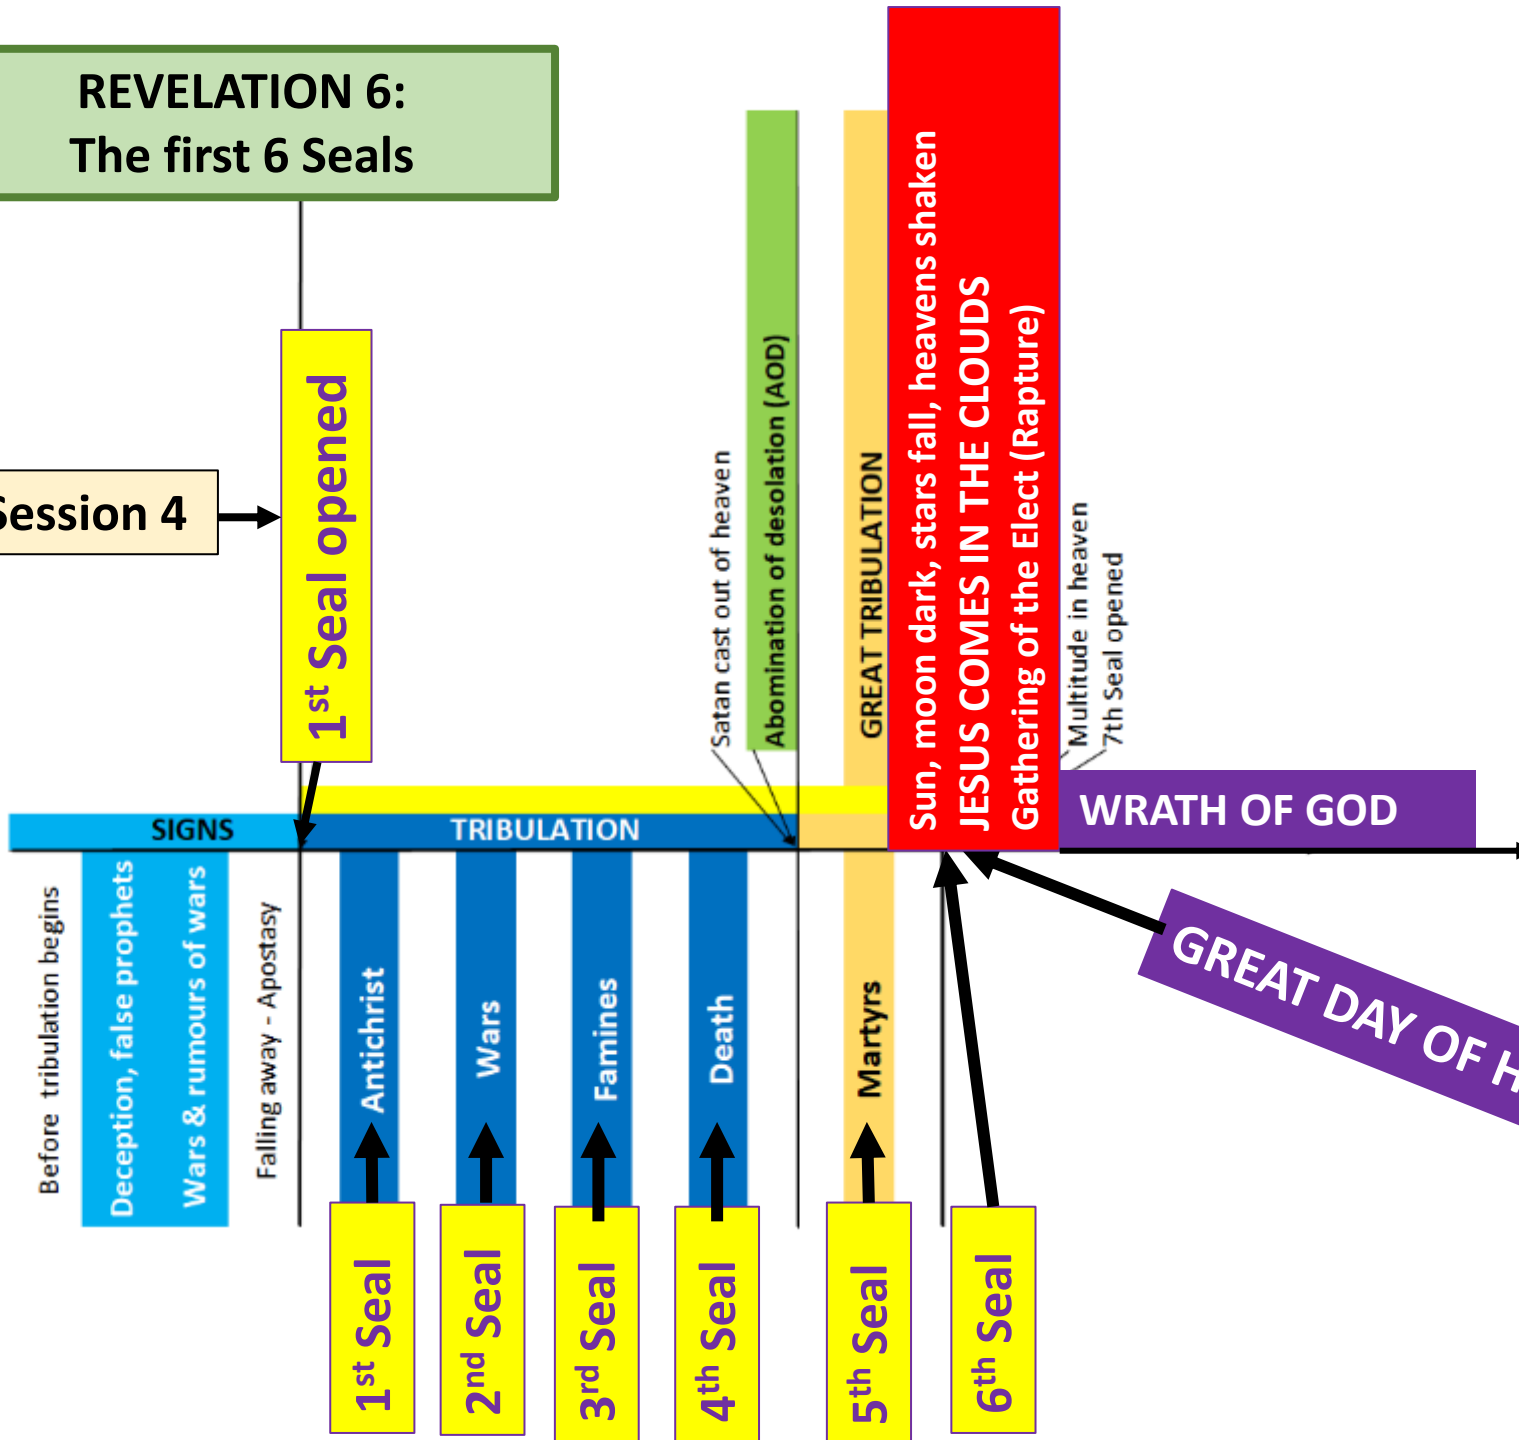 REVELATION 6:
The first 6 Seals
Session 4
1st Seal opened
Satan cast out of heaven
Abomination of desolation (AOD)
GREAT TRIBULATION
Sun, moon dark, stars fall, heavens shaken
JESUS COMES IN THE CLOUDS
Gathering of the Elect (Rapture)
Multitude in heaven
7th Seal opened
SIGNS
TRIBULATION
WRATH OF GOD
Before tribulation begins
Deception, false prophets
Wars & rumours of wars
Falling away - Apostasy
Antichrist
Wars
Famines
Death
Martyrs
GREAT DAY OF H
1st Seal
2nd Seal
3rd Seal
4th Seal
5th Seal
6th Seal